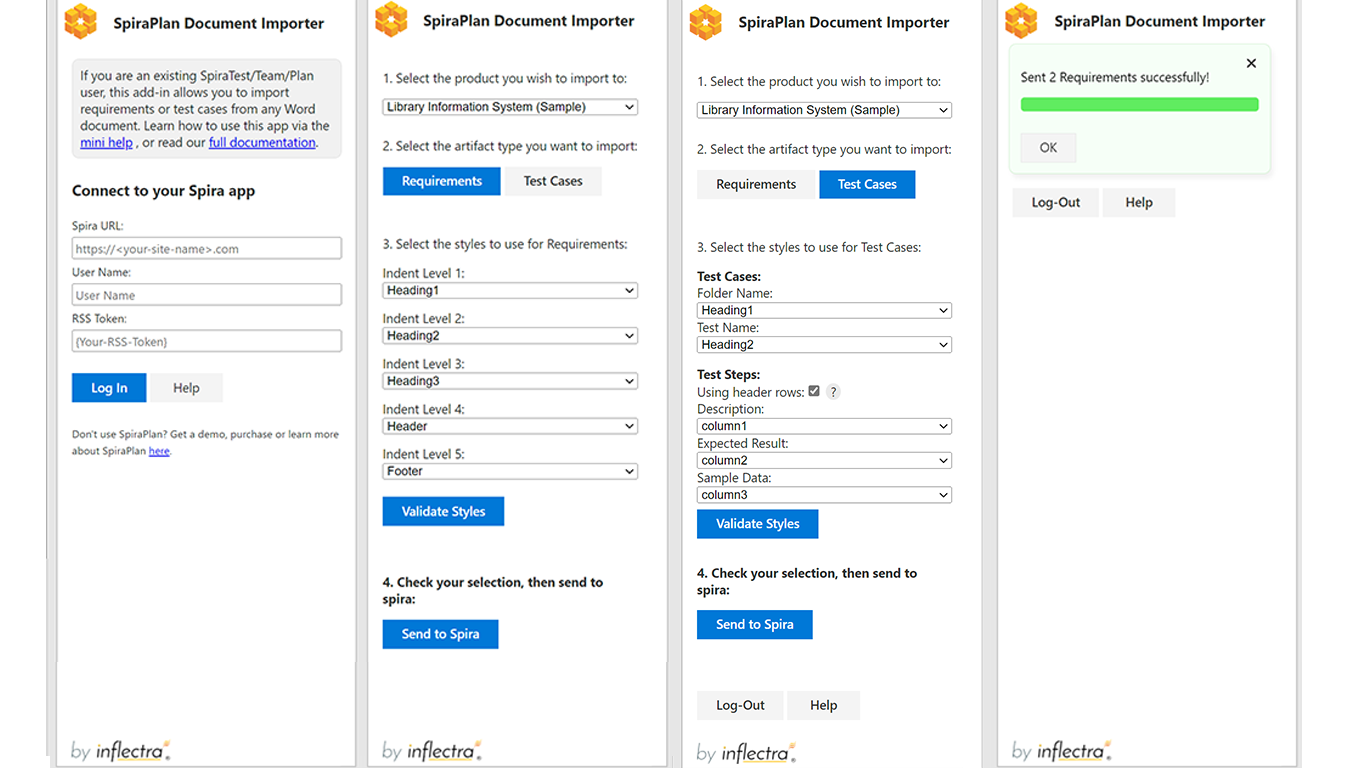 SpiraPlan Document Importer
If you are an existing SpiraTest/Team/Plan
user, this add-in allows you to import
requirements or test cases from any Word
document. Learn how to use this app via the
mini help , or read our full documentation.
Connect to your Spira app
Spira URL:
https://<your-site-name>.com
User Name:
User Name
RSS Token:
{Your-RSS-Token}
Log In
Help
Don't use SpiraPlan? Get a demo, purchase or learn more
about SpiraPlan here.
by inflectra
SpiraPlan Document Importer
1. Select the product you wish to import to:
Library Information System (Sample)
2. Select the artifact type you want to import:
Requirements
Test Cases
3. Select the styles to use for Requirements:
Indent Level 1:
Heading1
Indent Level 2:
Heading2
Indent Level 3:
Heading3
Indent Level 4:
Header
Indent Level 5:
Footer
Validate Styles
4. Check your selection, then send to
spira:
Send to Spira
by inflectra
SpiraPlan Document Importer
1. Select the product you wish to import to:
Library Information System (Sample)
2. Select the artifact type you want to import:
Requirements
Test Cases
3. Select the styles to use for Test Cases:
Test Cases:
Folder Name:
Heading1
Test Name:
Heading2
Test Steps:
Using header rows: ?
Description:
column1
Expected Result:
column2
Sample Data:
column3
Validate Styles
4. Check your selection, then send to
spira:
Send to Spira
Log-Out
Help
by inflectra
SpiraPlan Document Importer
Sent 2 Requirements successfully!
OK
Log-Out
Help
by inflectra